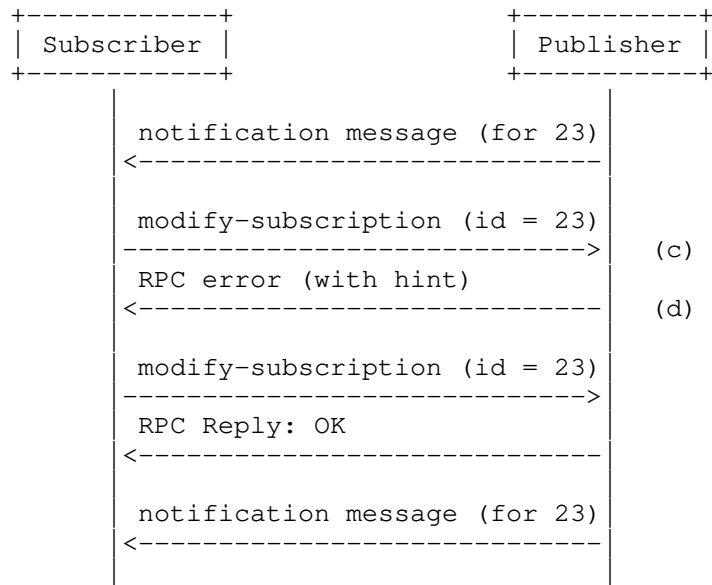 +------------+                 +-----------+
| Subscriber |                 | Publisher |
+------------+                 +-----------+
      |                              |
      | notification message (for 23)|
      |<-----------------------------|
      |                              |
      | modify-subscription (id = 23)|
      |----------------------------->|  (c)
      | RPC error (with hint)        |
      |<-----------------------------|  (d)
      |                              |
      | modify-subscription (id = 23)|
      |----------------------------->|
      | RPC Reply: OK                |
      |<-----------------------------|
      |                              |
      | notification message (for 23)|
      |<-----------------------------|
      |                              |